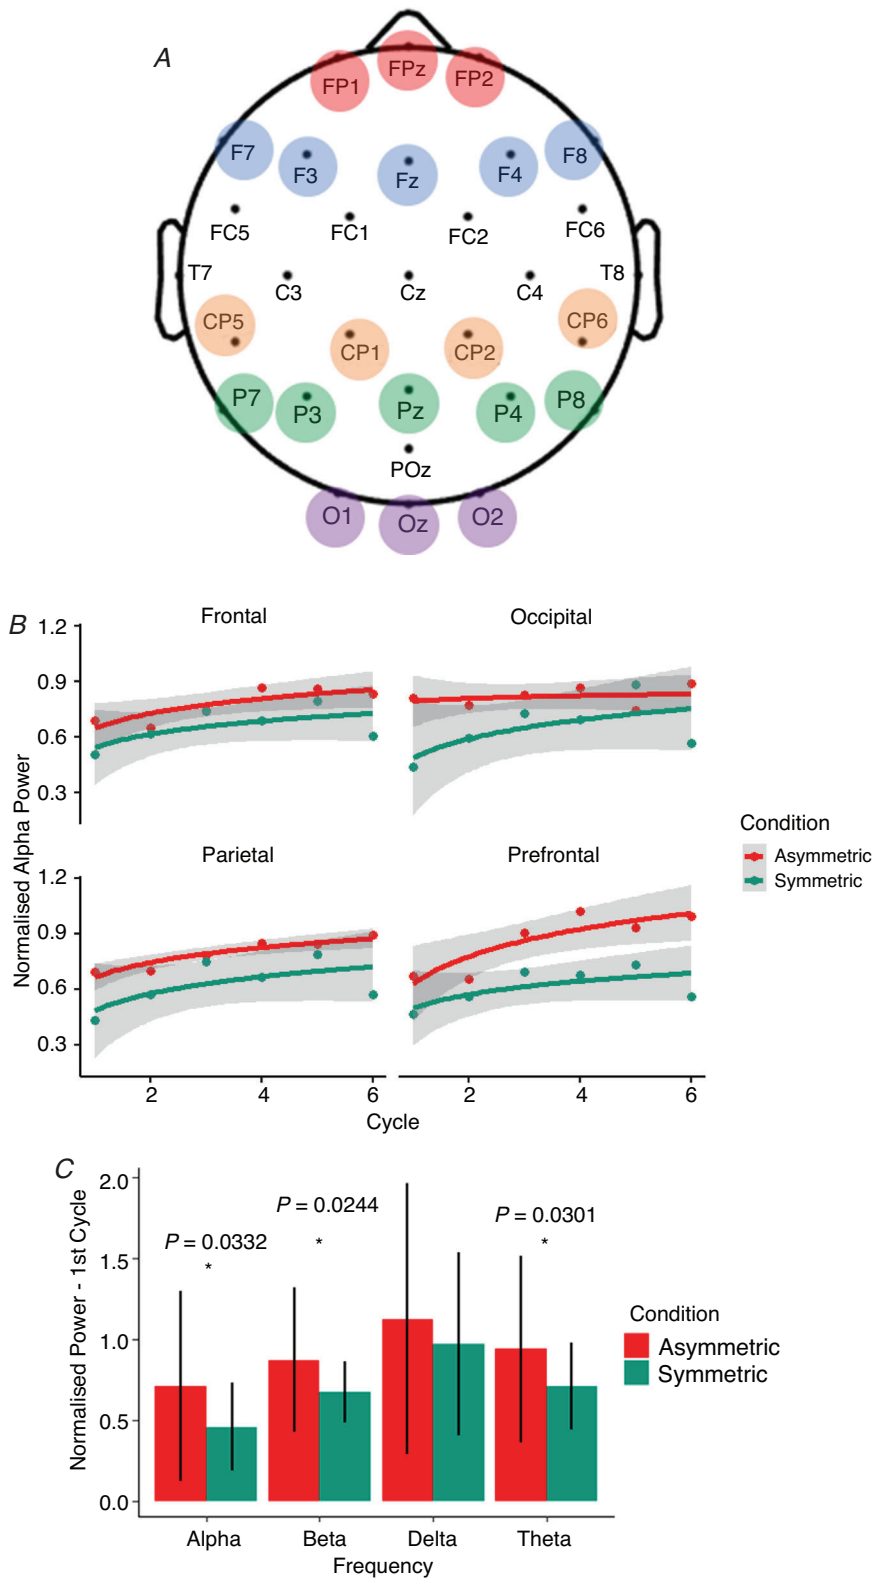 A
FP1 FPz FP2
F7 F3 Fz F4 F8
FC5 FC1 FC2 FC6
T7 C3 Cz C4 T8
CP5 CP1 CP2 CP6
P7 P3 Pz P4 P8
POz
O1 Oz O2
B
Normalised Alpha Power
Frontal Occipital
1.2
0.9
0.6
0.3
Parietal Prefrontal
1.2
0.9
0.6
0.3
2 4 6 2 4 6
Cycle
Condition
Asymmetric
Symmetric
C
Normalised Power - 1st Cycle
2.0
1.5
1.0
0.5
0.0
P = 0.0332
*
P = 0.0244
*
P = 0.0301
*
Alpha Beta Delta Theta
Frequency
Condition
Asymmetric
Symmetric